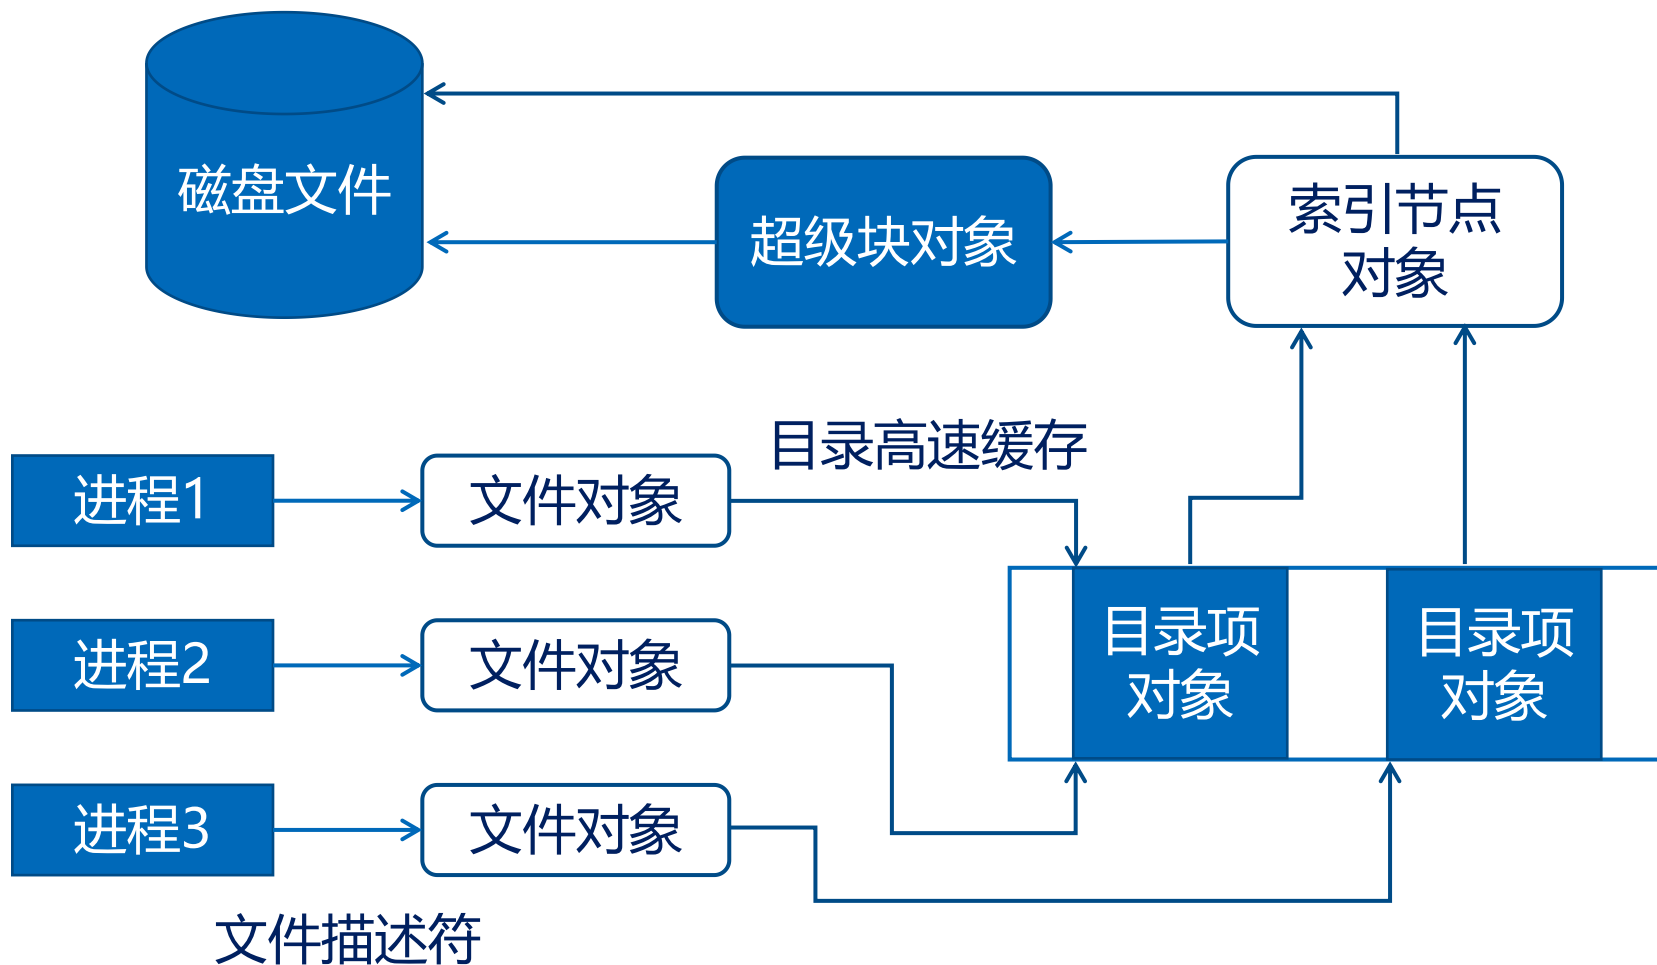 磁盘文件
超级块对象
索引节点
对象
目录高速缓存
进程1
文件对象
进程2
文件对象
目录项
对象
目录项
对象
进程3
文件对象
文件描述符